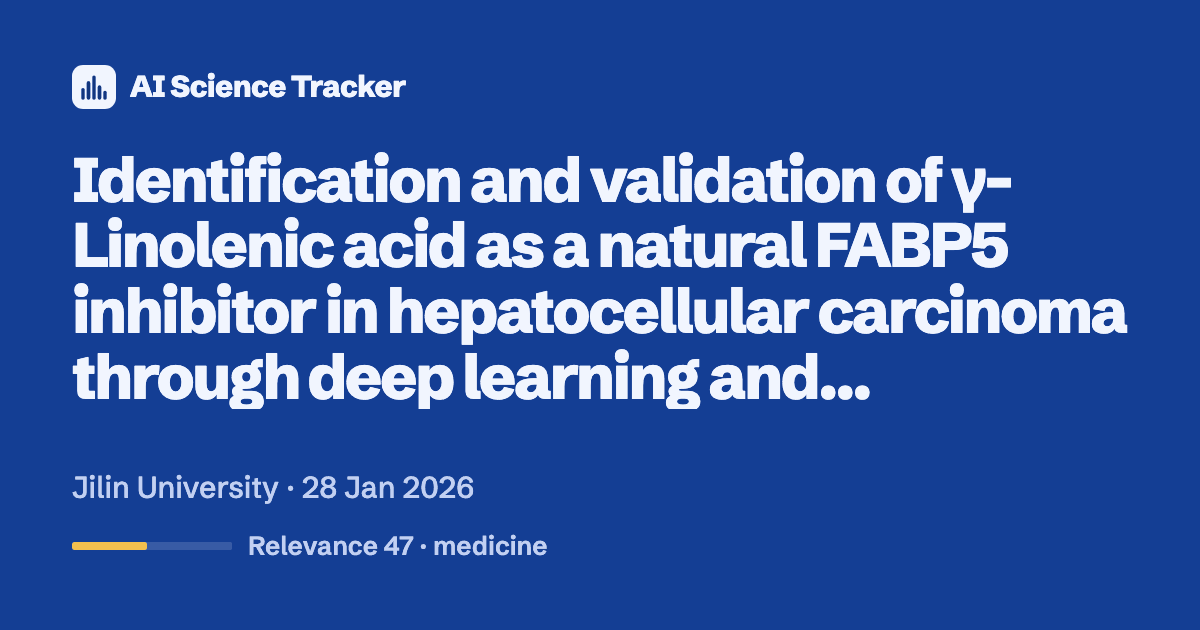 AI Science Tracker
Identification and validation of γ-
Linolenic acid as a natural FABP5
inhibitor in hepatocellular carcinoma
through deep learning and...
Jilin University · 28 Jan 2026
Relevance 47 · medicine